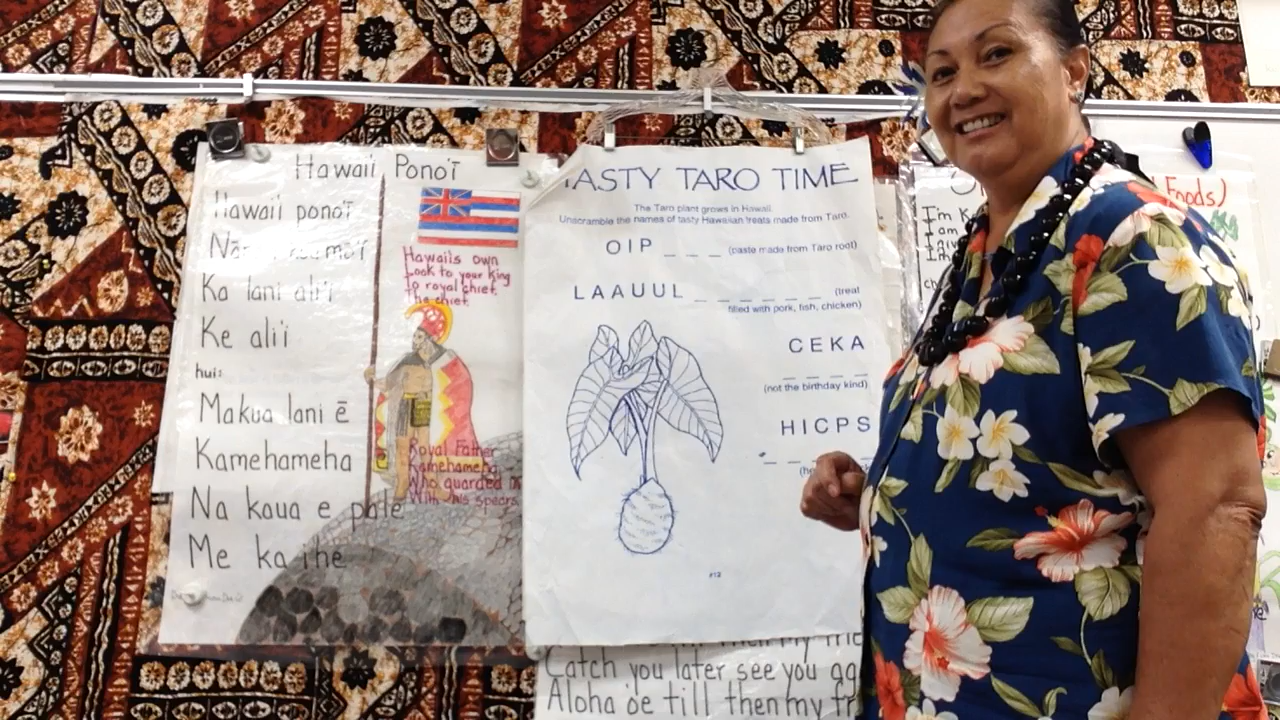 Hawaii Pono'ī
Hawaii pono'ī
Ka lani ali'i
Ke ali'i
hui:
Makua lani ē
Kamehameha
Na kaua e pale
Me ka ihe
Hawaii's own
Look to your King
To royal chief.
The chief.
Royal Father
Kamehameha
Who guarded
With his spears
TASTY TARO TIME
The Taro plant grows in Hawaii.
Unscramble the names of tasty Hawaiian treats made from Taro.
OIP _ _ _ (paste made from Taro root)
LAAUUL _ _ _ _ _ _ (treat
filled with pork, fish, chicken)
CEKA
_ _ _ _
(not the birthday kind)
HICPS
#12
Catch you later see you
Aloha 'oe till then my
Foods)
I'm
I am